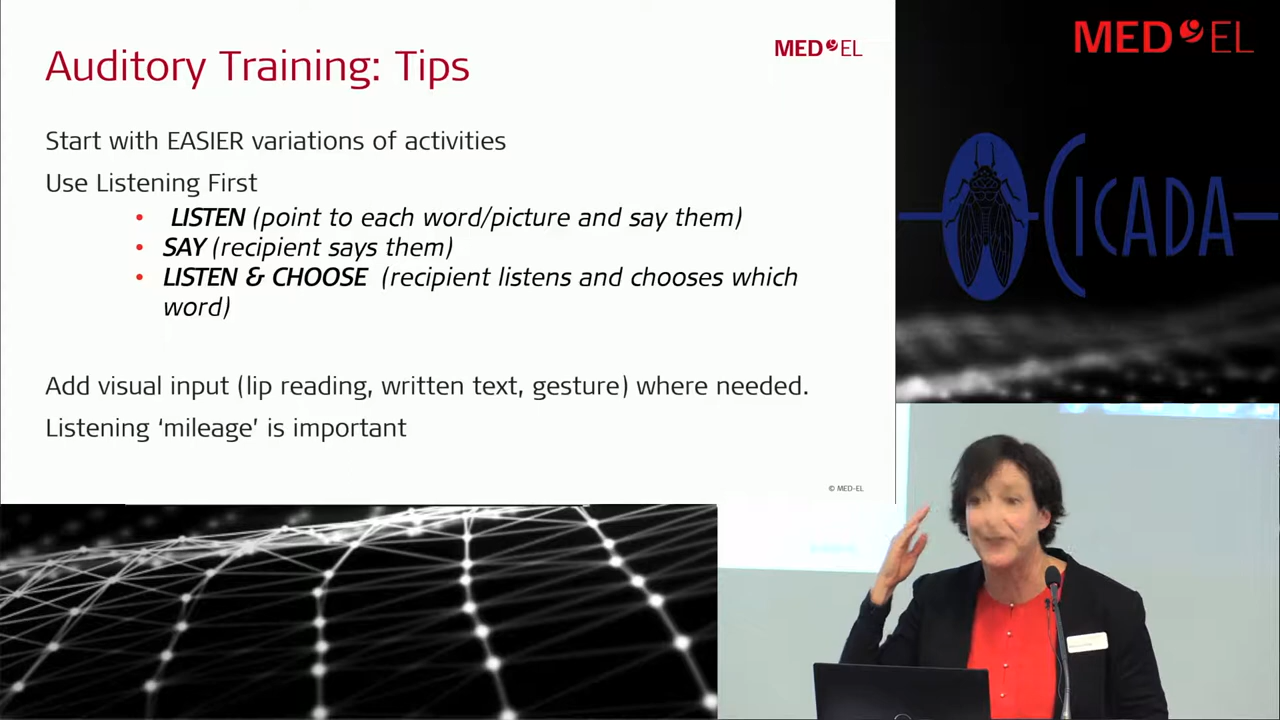 Auditory Training: Tips
MED EL
Start with EASIER variations of activities
Use Listening First
• LISTEN (point to each word/picture and say them)
• SAY (recipient says them)
• LISTEN & CHOOSE (recipient listens and chooses which
word)
Add visual input (lip reading, written text, gesture) where needed.
Listening ‘mileage’ is important
© MED-EL
MED EL
CICADA